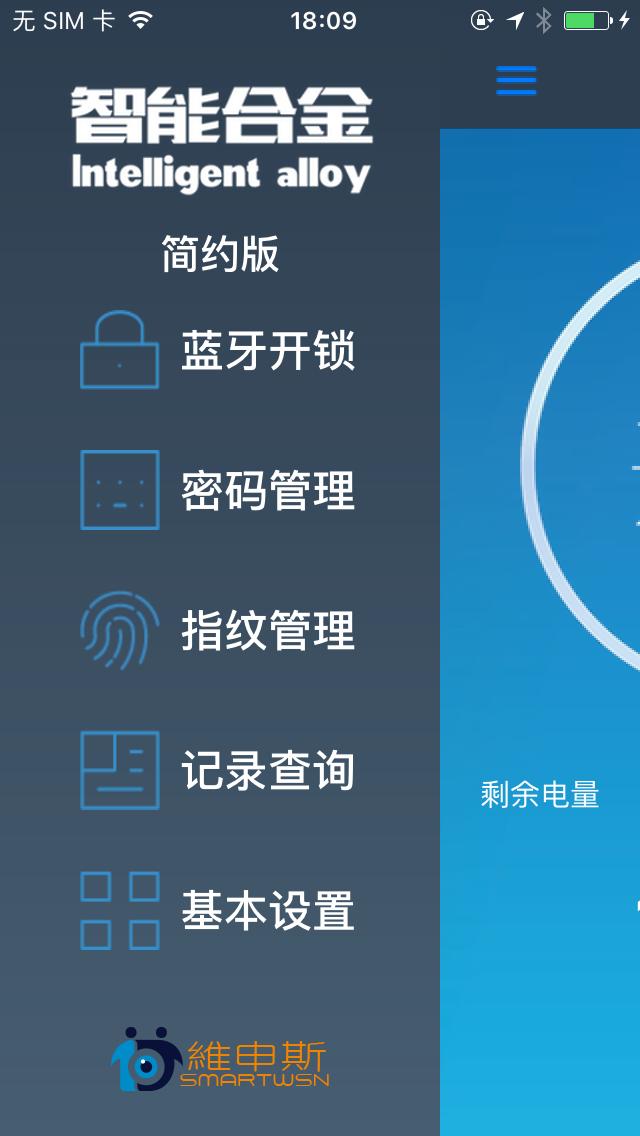 无 SIM 卡 18:09
智能合金
Intelligent alloy
简约版
蓝牙开锁
密码管理
指纹管理
记录查询
剩余电量
基本设置
維申斯
SMARTWSN